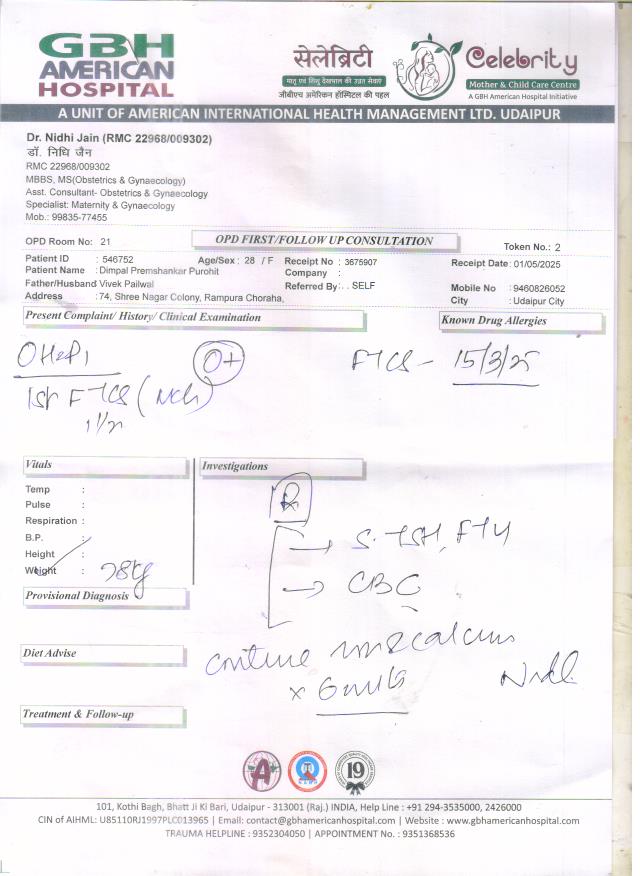 GBH
AMERICAN
HOSPITAL
सेलेब्रिटी
मातृ एवं शिशु देखभाल की उन्नत सेवाएं
जीबीएच अमेरिकन हॉस्पिटल की पहल
Celebrity
Mother & Child Care Centre
A GBH American Hospital Initiative
A UNIT OF AMERICAN INTERNATIONAL HEALTH MANAGEMENT LTD. UDAIPUR
Dr. Nidhi Jain (RMC 22968/009302)
डॉ. निधि जैन
RMC 22968/009302
MBBS, MS(Obstetrics & Gynaecology)
Asst. Consultant- Obstetrics & Gynaecology
Specialist: Maternity & Gynaecology
Mob.: 99835-77455
OPD Room No: 21
OPD FIRST/FOLLOW UP CONSULTATION
Token No.: 2
Patient ID : 546752 Age/Sex : 28 / F Receipt No : 3675907 Receipt Date: 01/05/2025
Patient Name : Dimpal Premshankar Purohit Company :
Father/Husband Vivek Paliwal Referred By: . . SELF Mobile No : 9460826052
Address : 74, Shree Nagar Colony, Rampura Choraha, City : Udaipur City
Present Complaint/ History/ Clinical Examination
Known Drug Allergies
O+
FTCS - 15/3/25
1st FTCS
Vitals
Investigations
Temp :
Pulse :
Respiration :
B.P. :
Height :
Weight :
Rx
→ S. TSH, FT4
→ CBC
Provisional Diagnosis
Diet Advise
calcium
Treatment & Follow-up
A
19
101, Kothi Bagh, Bhatt Ji Ki Bari, Udaipur - 313001 (Raj.) INDIA, Help Line : +91 294-3535000, 2426000
CIN of AIHML: U85110RJ1997PLC013965 | Email: contact@gbhamericanhospital.com | Website : www.gbhamericanhospital.com
TRAUMA HELPLINE : 9352304050 | APPOINTMENT No. : 9351368536